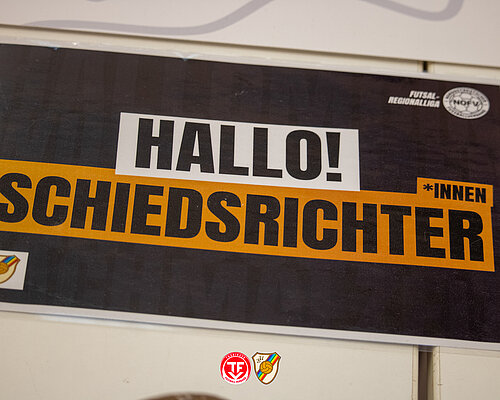 FUTSAL-
REGIONALLIGA
NOFV
HALLO!
*INNEN
SCHIEDSRICHTER